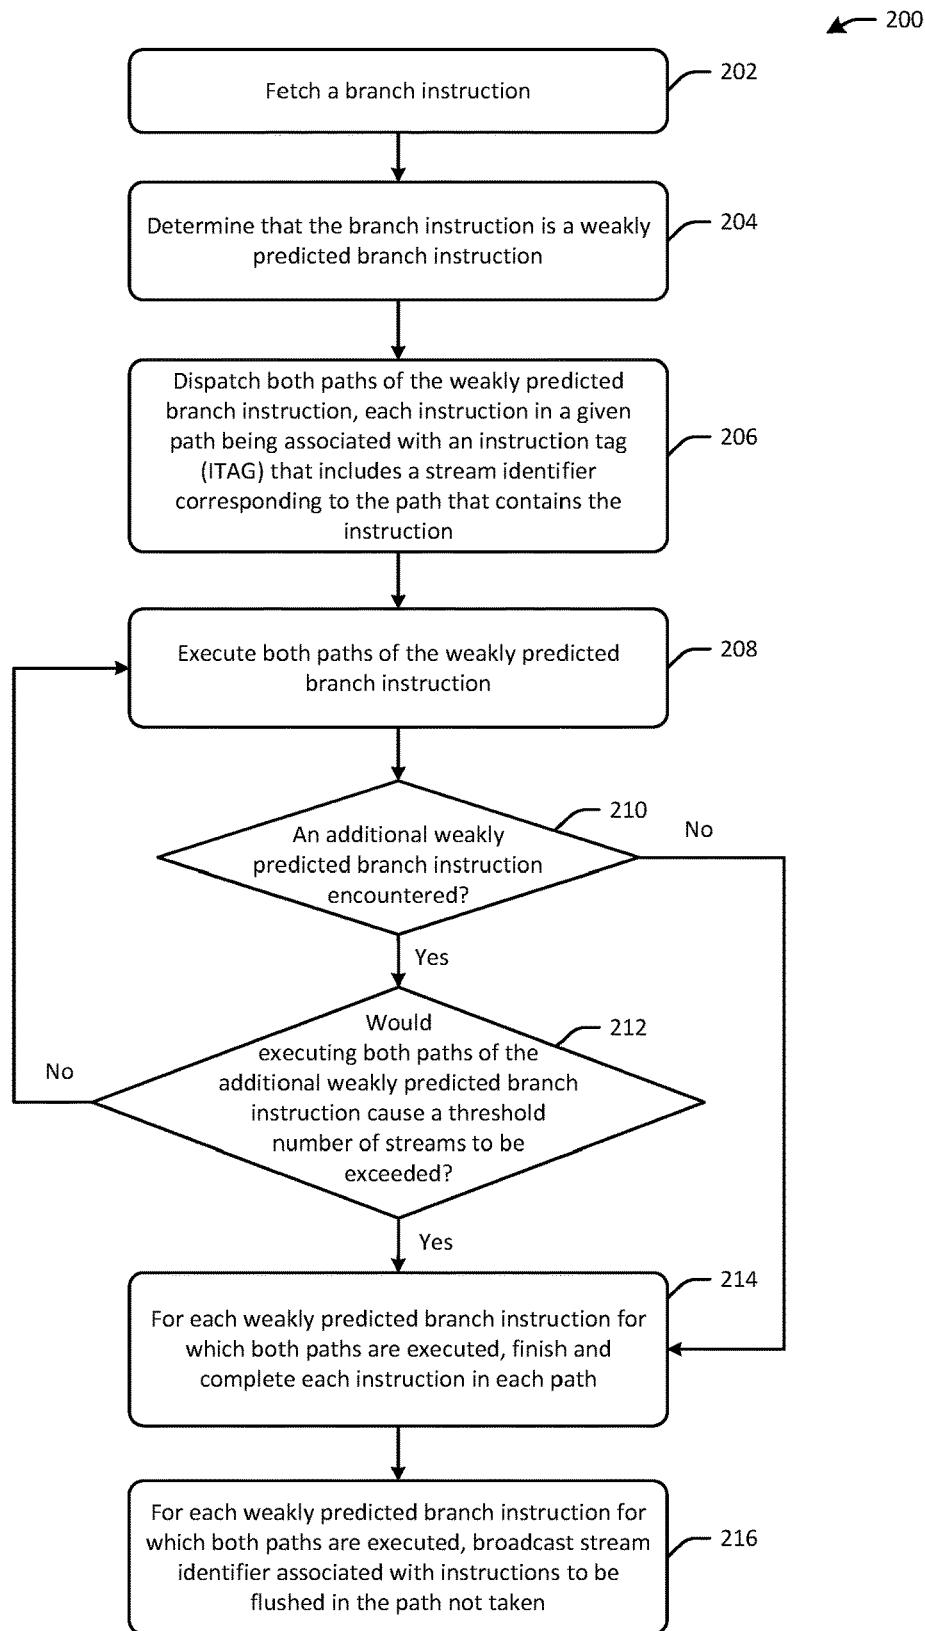 200
Fetch a branch instruction
202
Determine that the branch instruction is a weakly
predicted branch instruction
204
Dispatch both paths of the weakly predicted
branch instruction, each instruction in a given
path being associated with an instruction tag
(ITAG) that includes a stream identifier
corresponding to the path that contains the
instruction
206
Execute both paths of the weakly predicted
branch instruction
208
An additional weakly
predicted branch instruction
encountered?
210
No
Yes
Would
executing both paths of the
additional weakly predicted branch
instruction cause a threshold
number of streams to be
exceeded?
212
No
Yes
For each weakly predicted branch instruction for
which both paths are executed, finish and
complete each instruction in each path
214
For each weakly predicted branch instruction for
which both paths are executed, broadcast stream
identifier associated with instructions to be
flushed in the path not taken
216